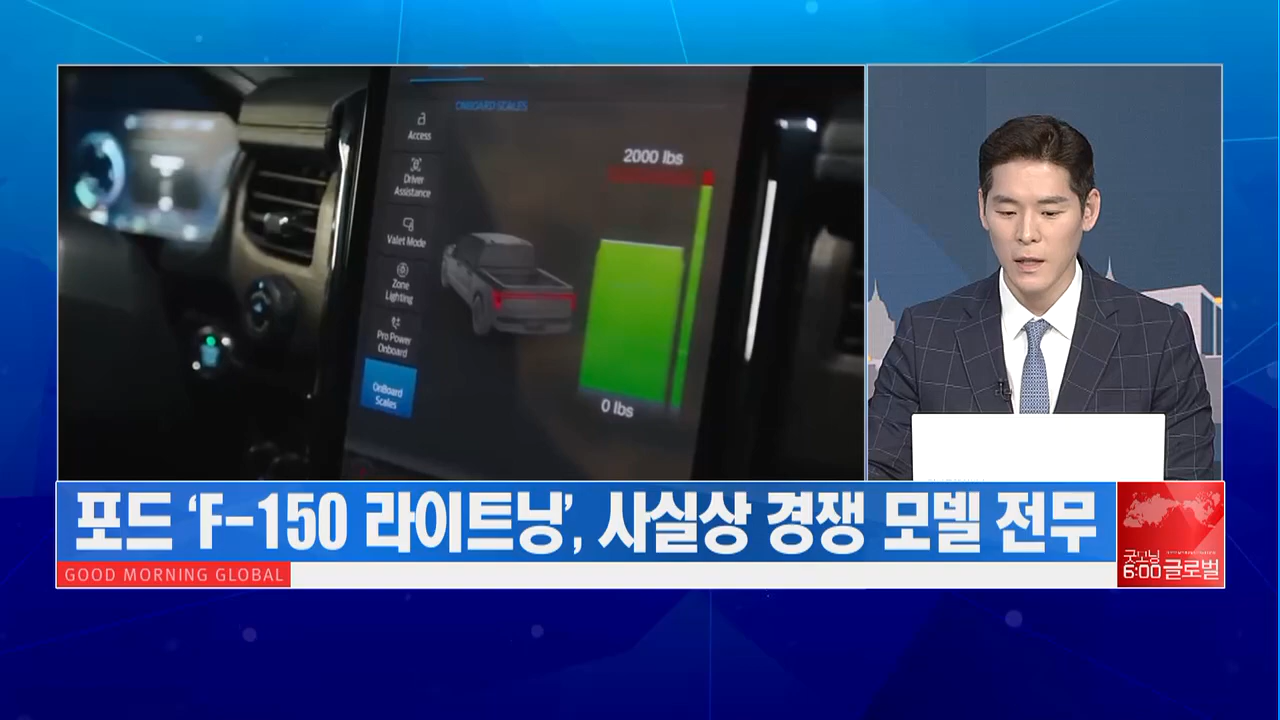 ONBOARD SCALES
Access
Driver
Assistance
Valet Mode
Zone
Lighting
Pro Power
Onboard
OnBoard
Scales
2000 lbs
0 lbs
포드 ‘F-150 라이트닝’, 사실상 경쟁 모델 전무
GOOD MORNING GLOBAL
굿모닝
6:00 글로벌